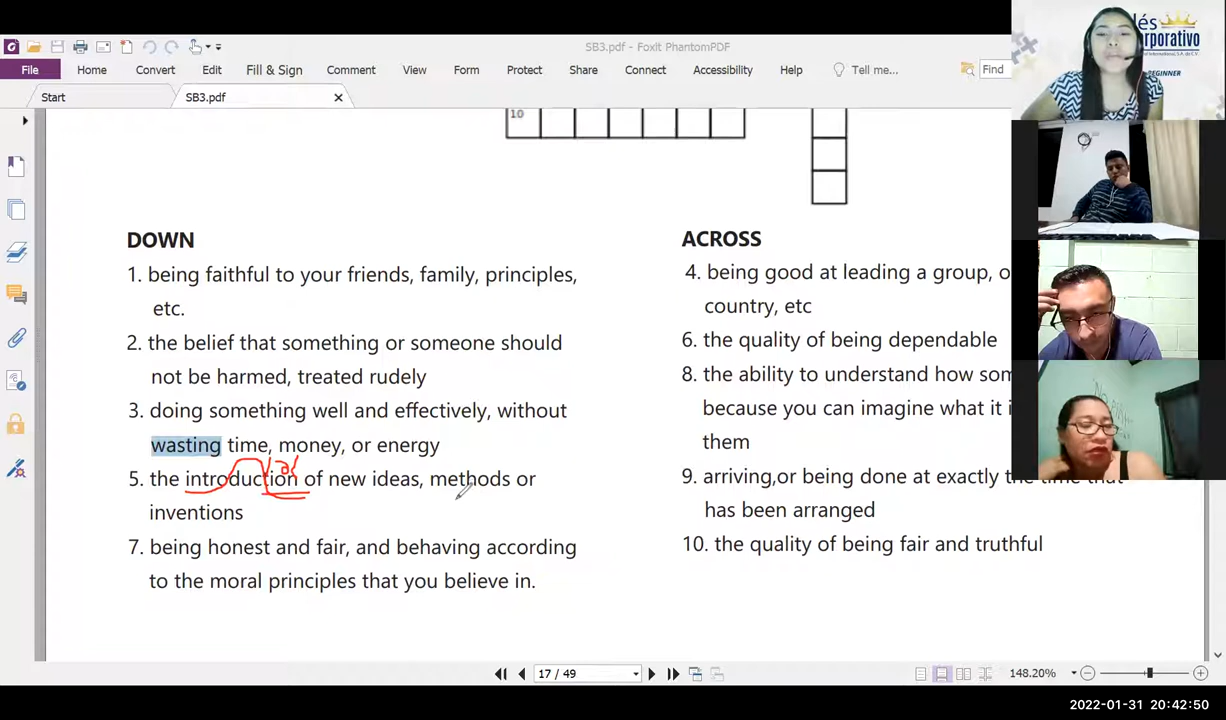 SB3.pdf - Foxit PhantomPDF
File Home Convert Edit Fill & Sign Comment View Form Protect Share Connect Accessibility Help Tell me... Find
Start SB3.pdf
10
DOWN
1. being faithful to your friends, family, principles,
etc.
2. the belief that something or someone should
not be harmed, treated rudely
3. doing something well and effectively, without
wasting time, money, or energy
5. the introduction of new ideas, methods or
inventions
7. being honest and fair, and behaving according
to the moral principles that you believe in.
ACROSS
4. being good at leading a group, o
country, etc
6. the quality of being dependable
8. the ability to understand how som
because you can imagine what it i
them
9. arriving,or being done at exactly the time that
has been arranged
10. the quality of being fair and truthful
lés
orporativo
BEGINNER
17 / 49
148.20%
2022-01-31 20:42:50